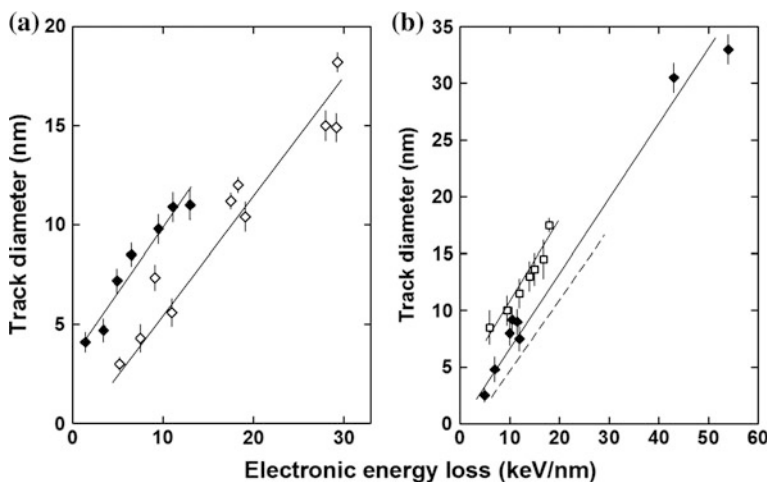 (a)
Track diameter (nm)
20
15
10
5
0
0 10 20 30
(b)
Track diameter (nm)
35
30
25
20
15
10
5
0
0 10 20 30 40 50 60
Electronic energy loss (keV/nm)